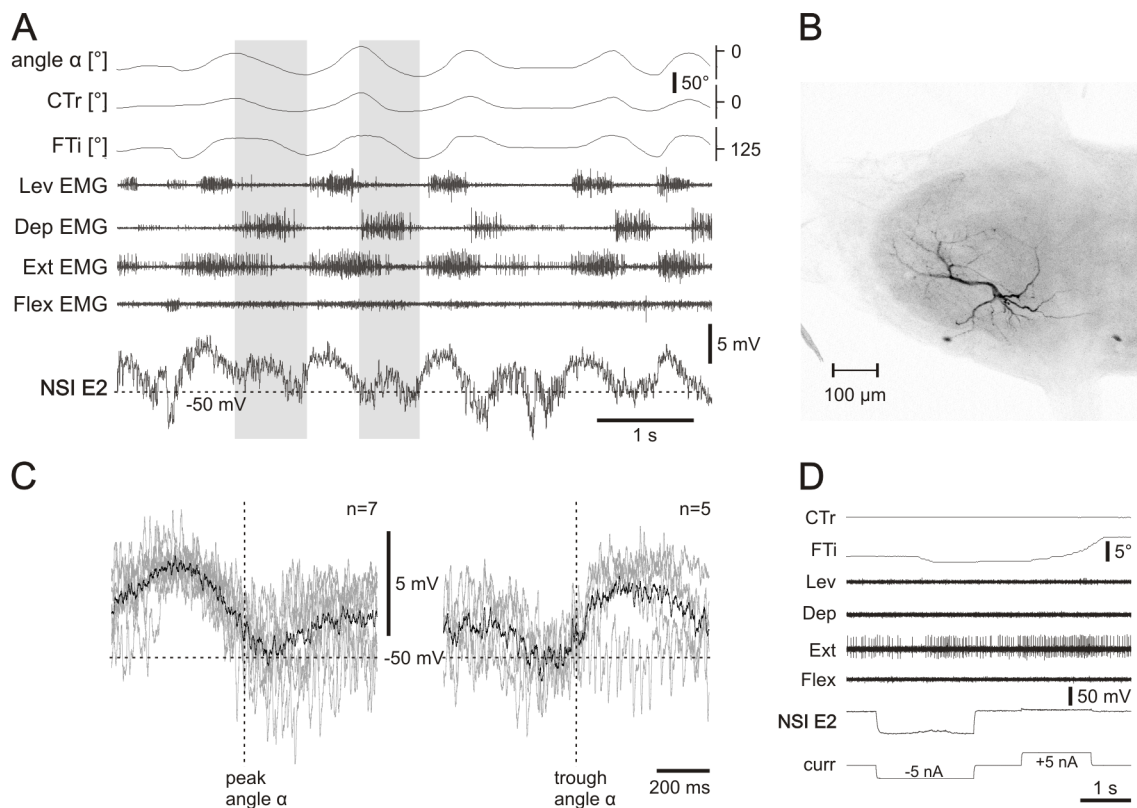 A
angle α [°]
0
50°
CTr [°]
0
FTi [°]
125
Lev EMG
Dep EMG
Ext EMG
Flex EMG
5 mV
NSI E2
-50 mV
1 s
B
100 µm
C
n=7
n=5
5 mV
-50 mV
peak
angle α
trough
angle α
200 ms
D
CTr
FTi
5°
Lev
Dep
Ext
Flex
50 mV
NSI E2
curr
-5 nA
+5 nA
1 s